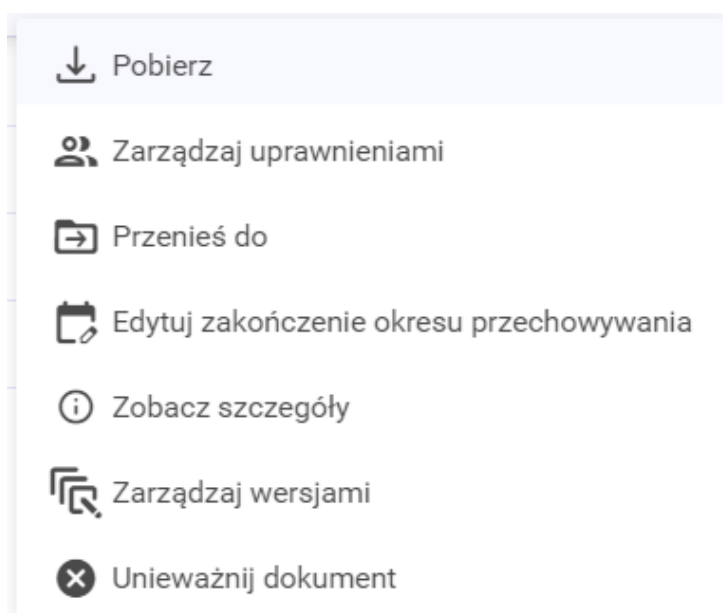 Pobierz
Zarządzaj uprawnieniami
Przenieś do
Edytuj zakończenie okresu przechowywania
Zobacz szczegóły
Zarządzaj wersjami
Unieważnij dokument